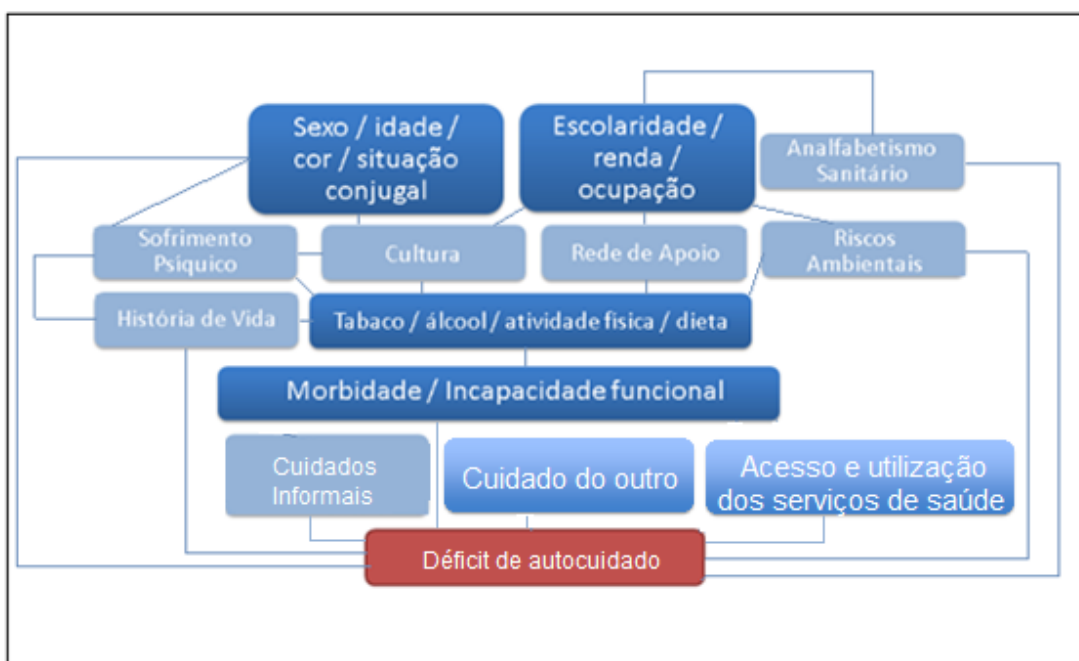 Sexo / idade /
cor / situação
conjugal
Escolaridade /
renda /
ocupação
Analfabetismo
Sanitário
Sofrimento
Psíquico
Cultura
Rede de Apoio
Riscos
Ambientais
História de Vida
Tabaco / álcool / atividade fisica / dieta
Morbidade / Incapacidade funcional
Cuidados
Informais
Cuidado do outro
Acesso e utilização
dos serviços de saúde
Déficit de autocuidado